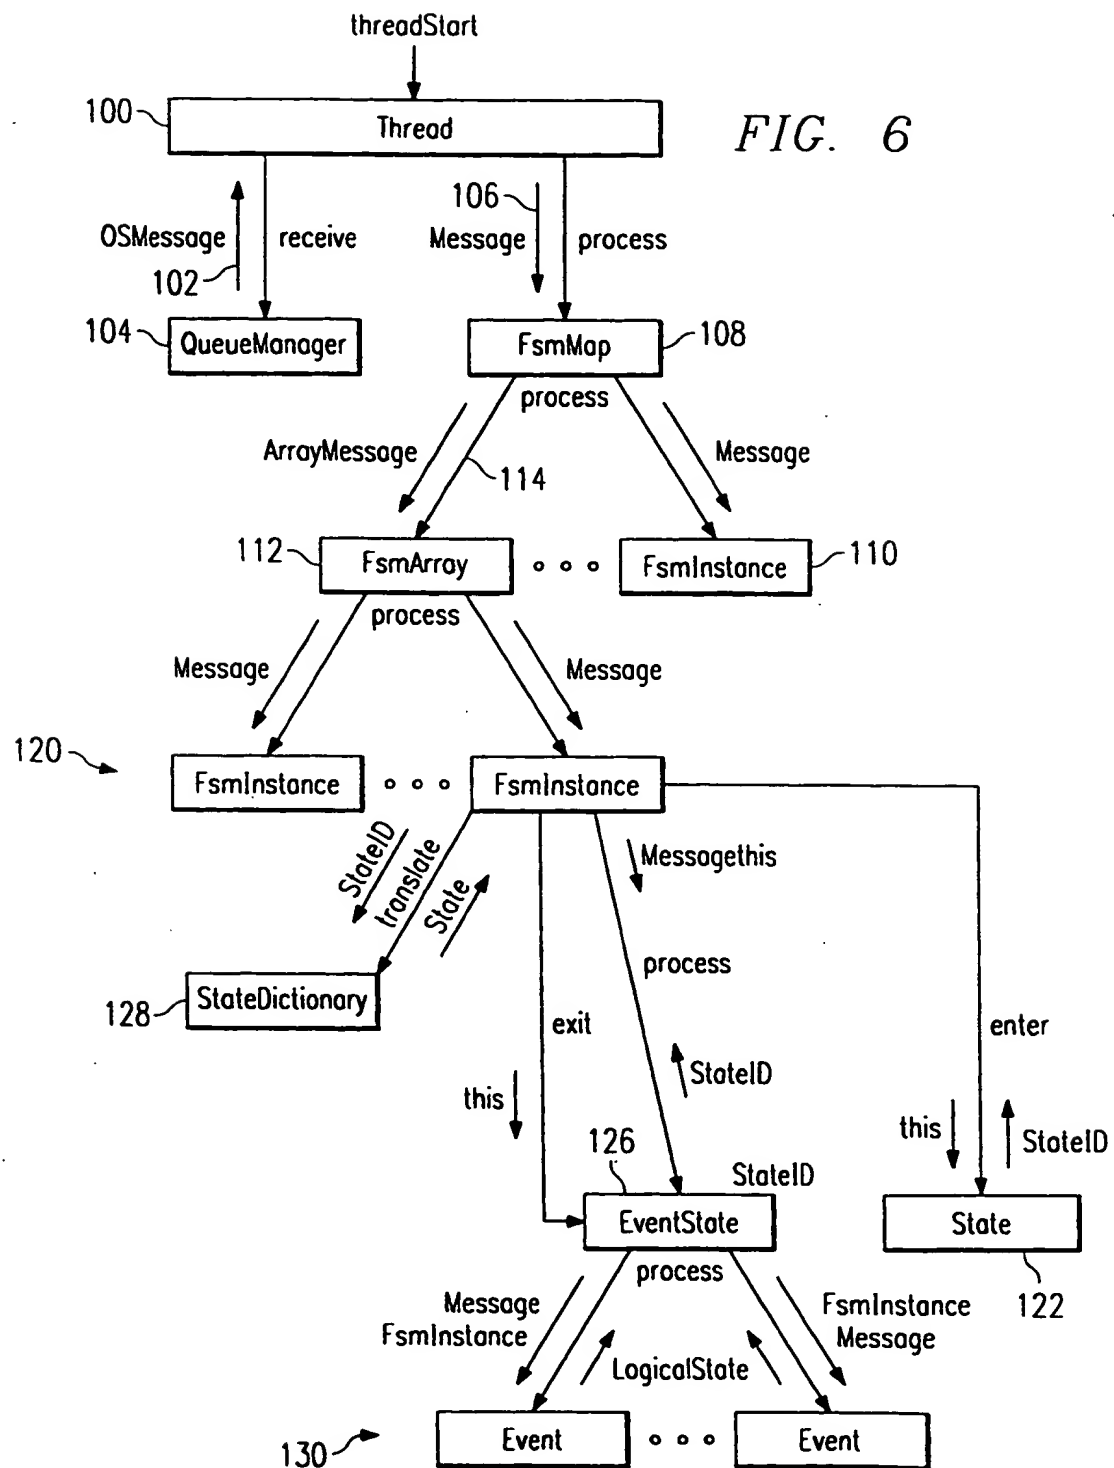 threadStart
100
Thread
FIG. 6
106
OSMessage
receive
Message
process
102
104
QueueManager
FsmMap
108
process
ArrayMessage
114
Message
112
FsmArray
FsmInstance
110
process
Message
Message
120
FsmInstance
FsmInstance
StateID
translate
State
Messagethis
process
128
StateDictionary
exit
enter
StateID
this
this
StateID
126
StateID
EventState
State
process
122
Message
FsmInstance
FsmInstance
Message
LogicalState
130
Event
Event